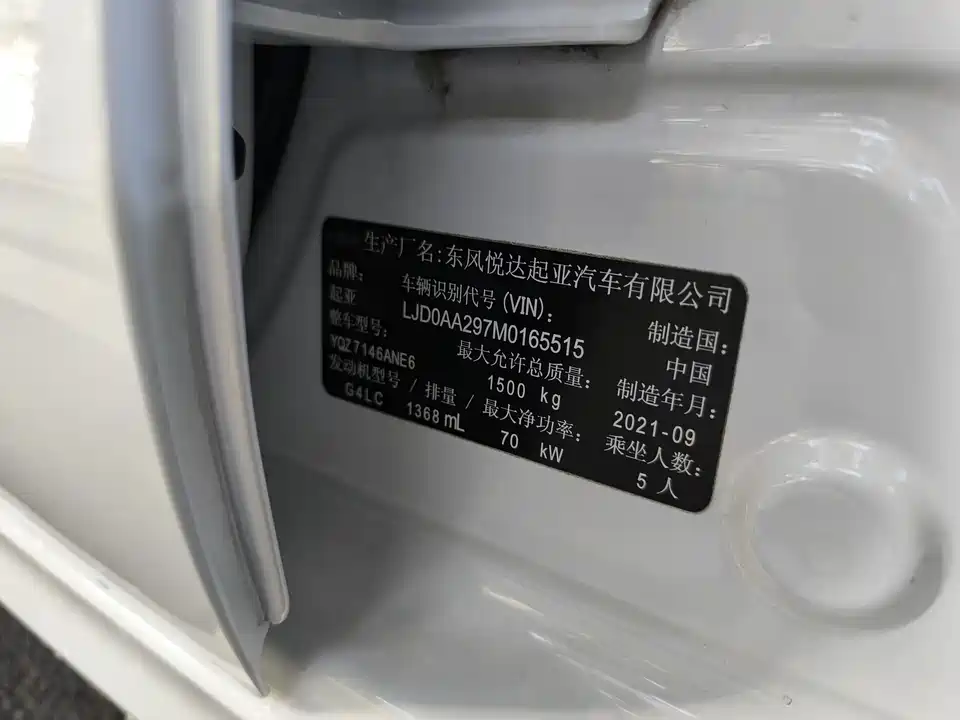 生产厂名:东风悦达起亚汽车有限公司
品牌: 车辆识别代号(VIN): 制造国:
起亚 LJD0AA297M0165515 中国
整车型号: 最大允许总质量: 制造年月:
YQZ7146ANE6 1500 kg 2021-09
发动机型号 / 排量 / 最大净功率: 乘坐人数:
G4LC 1368 mL 70 kW 5 人